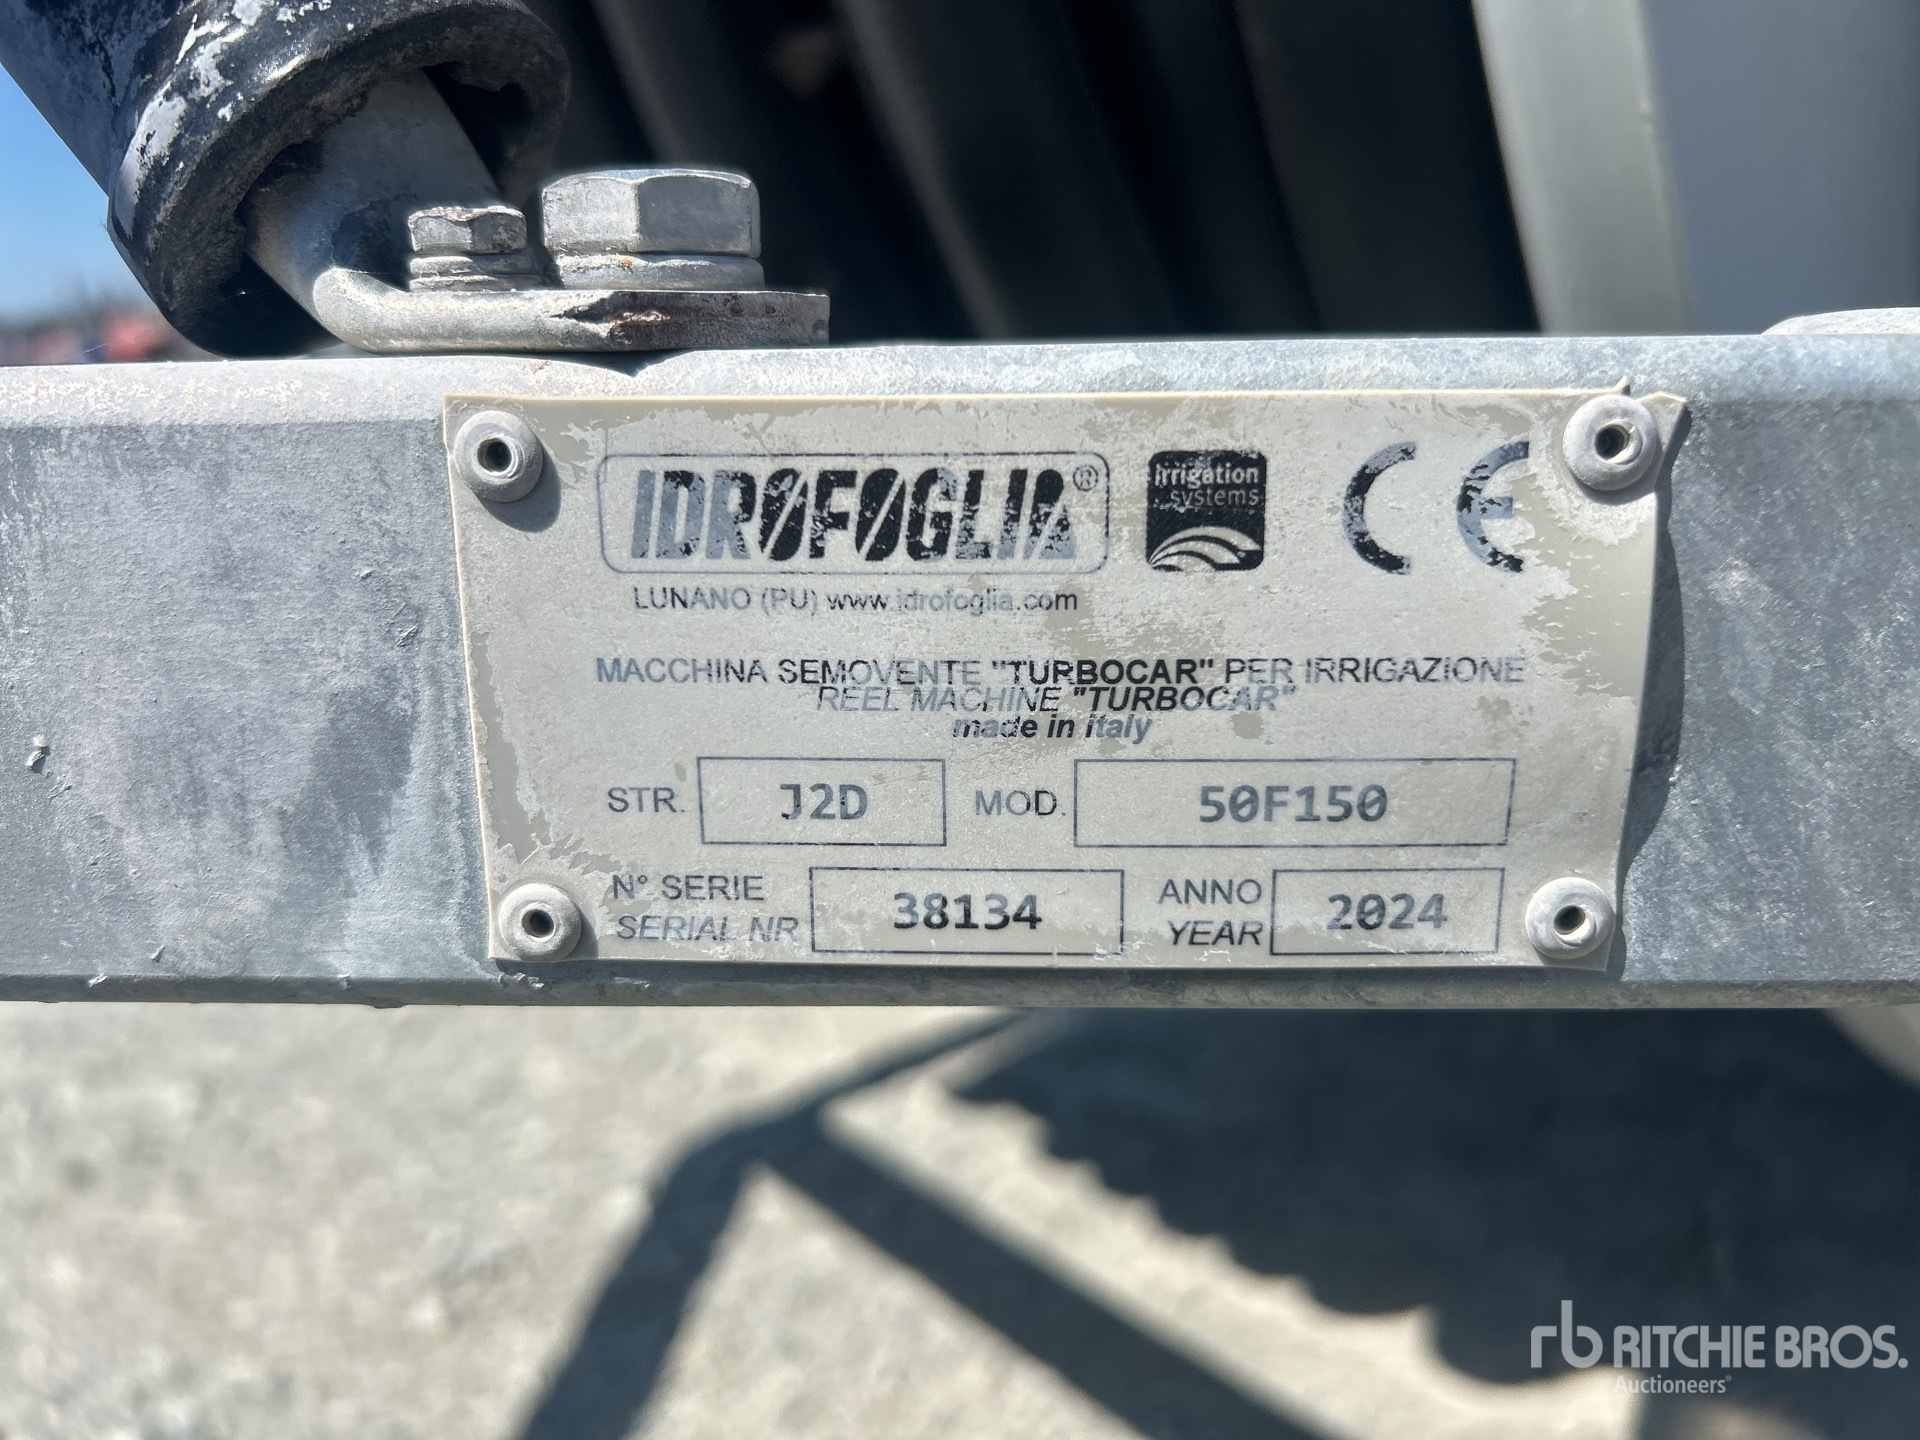 IDROFOGLIA®
irrigation
systems
CE
LUNANO (PU) www.idrofoglia.com
MACCHINA SEMOVENTE "TURBOCAR" PER IRRIGAZIONE
REEL MACHINE "TURBOCAR"
made in italy
STR. J2D MOD. 50F150
N° SERIE
SERIAL NR 38134
ANNO
YEAR 2024
rb RITCHIE BROS.
Auctioneers®